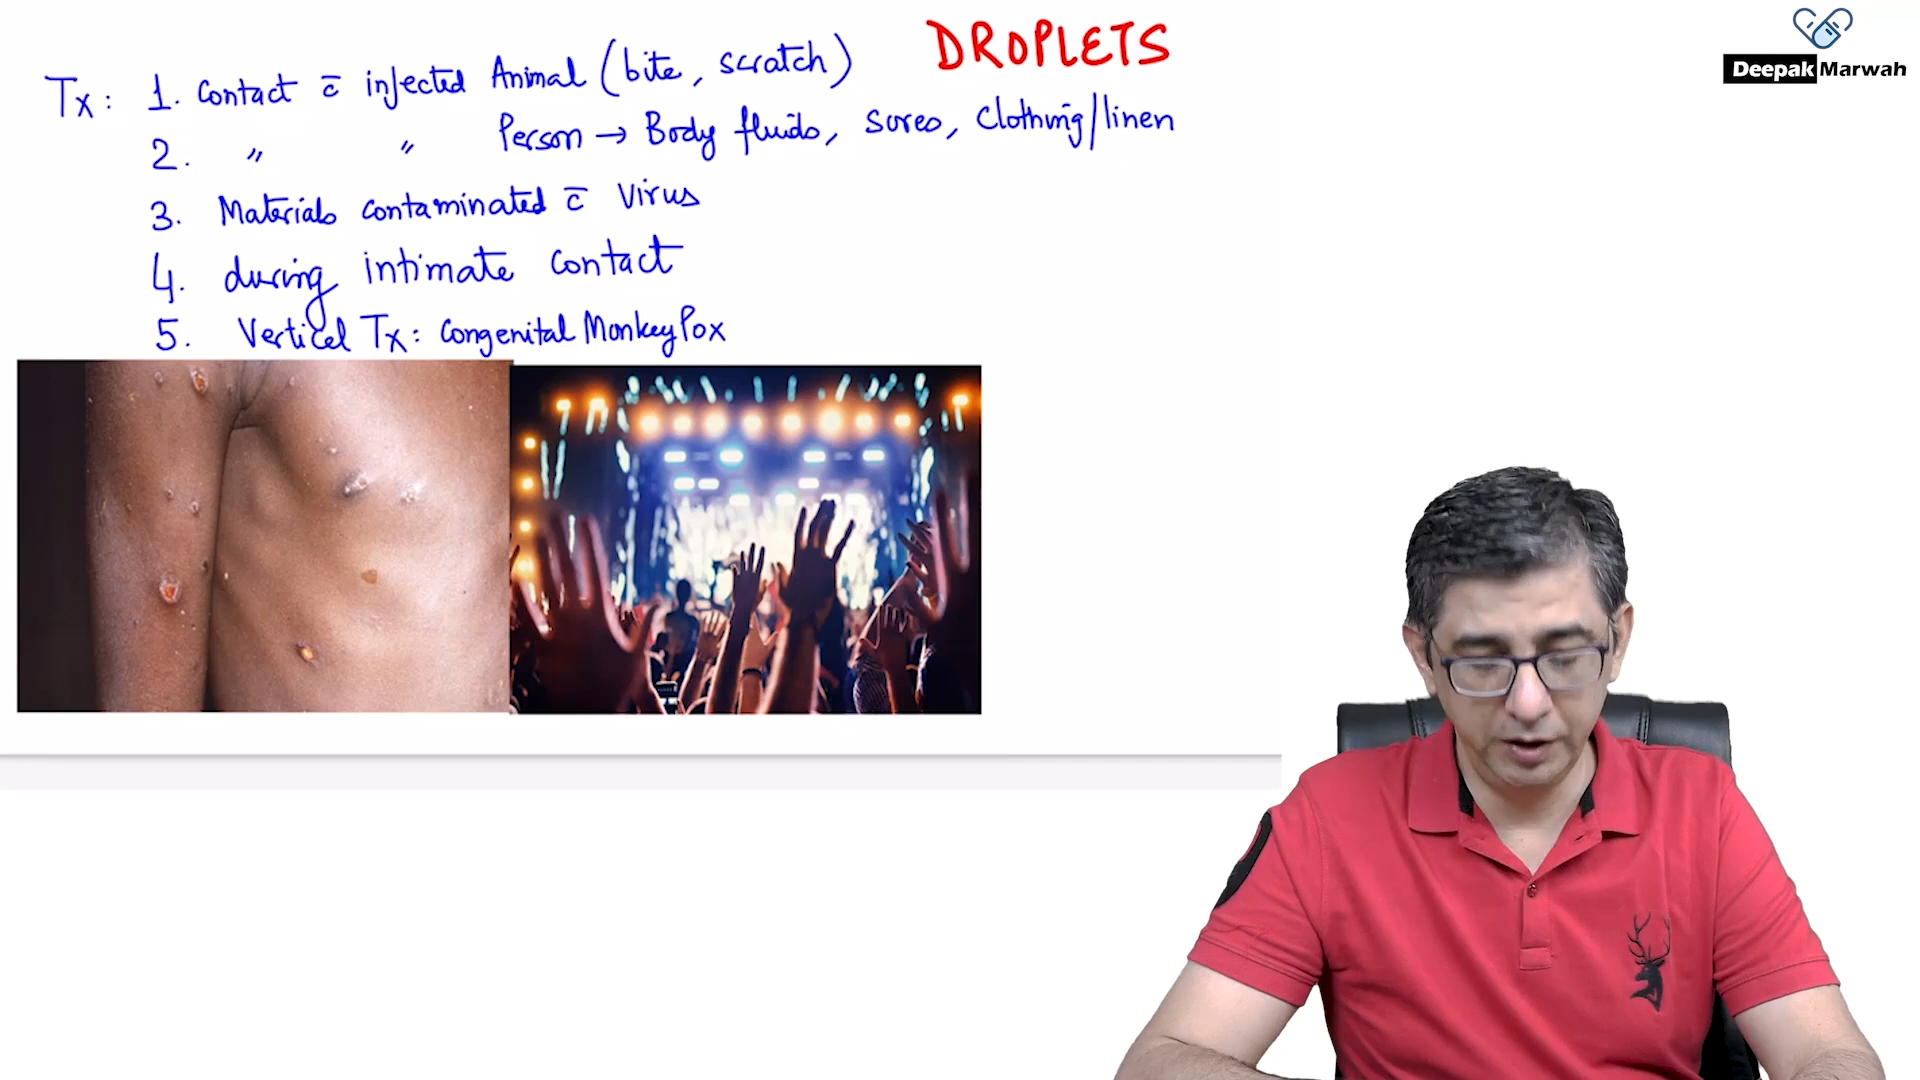 DROPLETS
Tx: 1. Contact c̄ infected Animal (bite, scratch)
2. " " Person → Body fluids, sores, Clothing/linen
3. Materials contaminated c̄ Virus
4. during intimate contact
5. Vertical Tx: Congenital MonkeyPox
Deepak Marwah